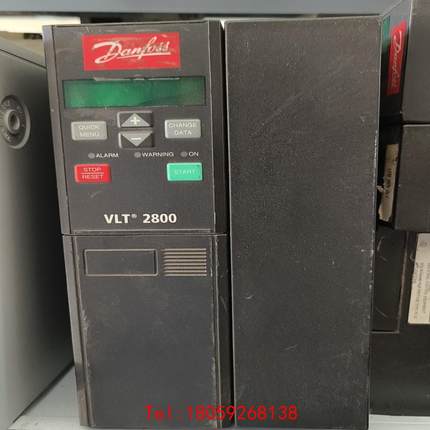 Danfoss
QUICK
MENU
+
−
CHANGE
DATA
ALARM
WARNING
ON
STOP
RESET
START
VLT® 2800
Tel:18059268138